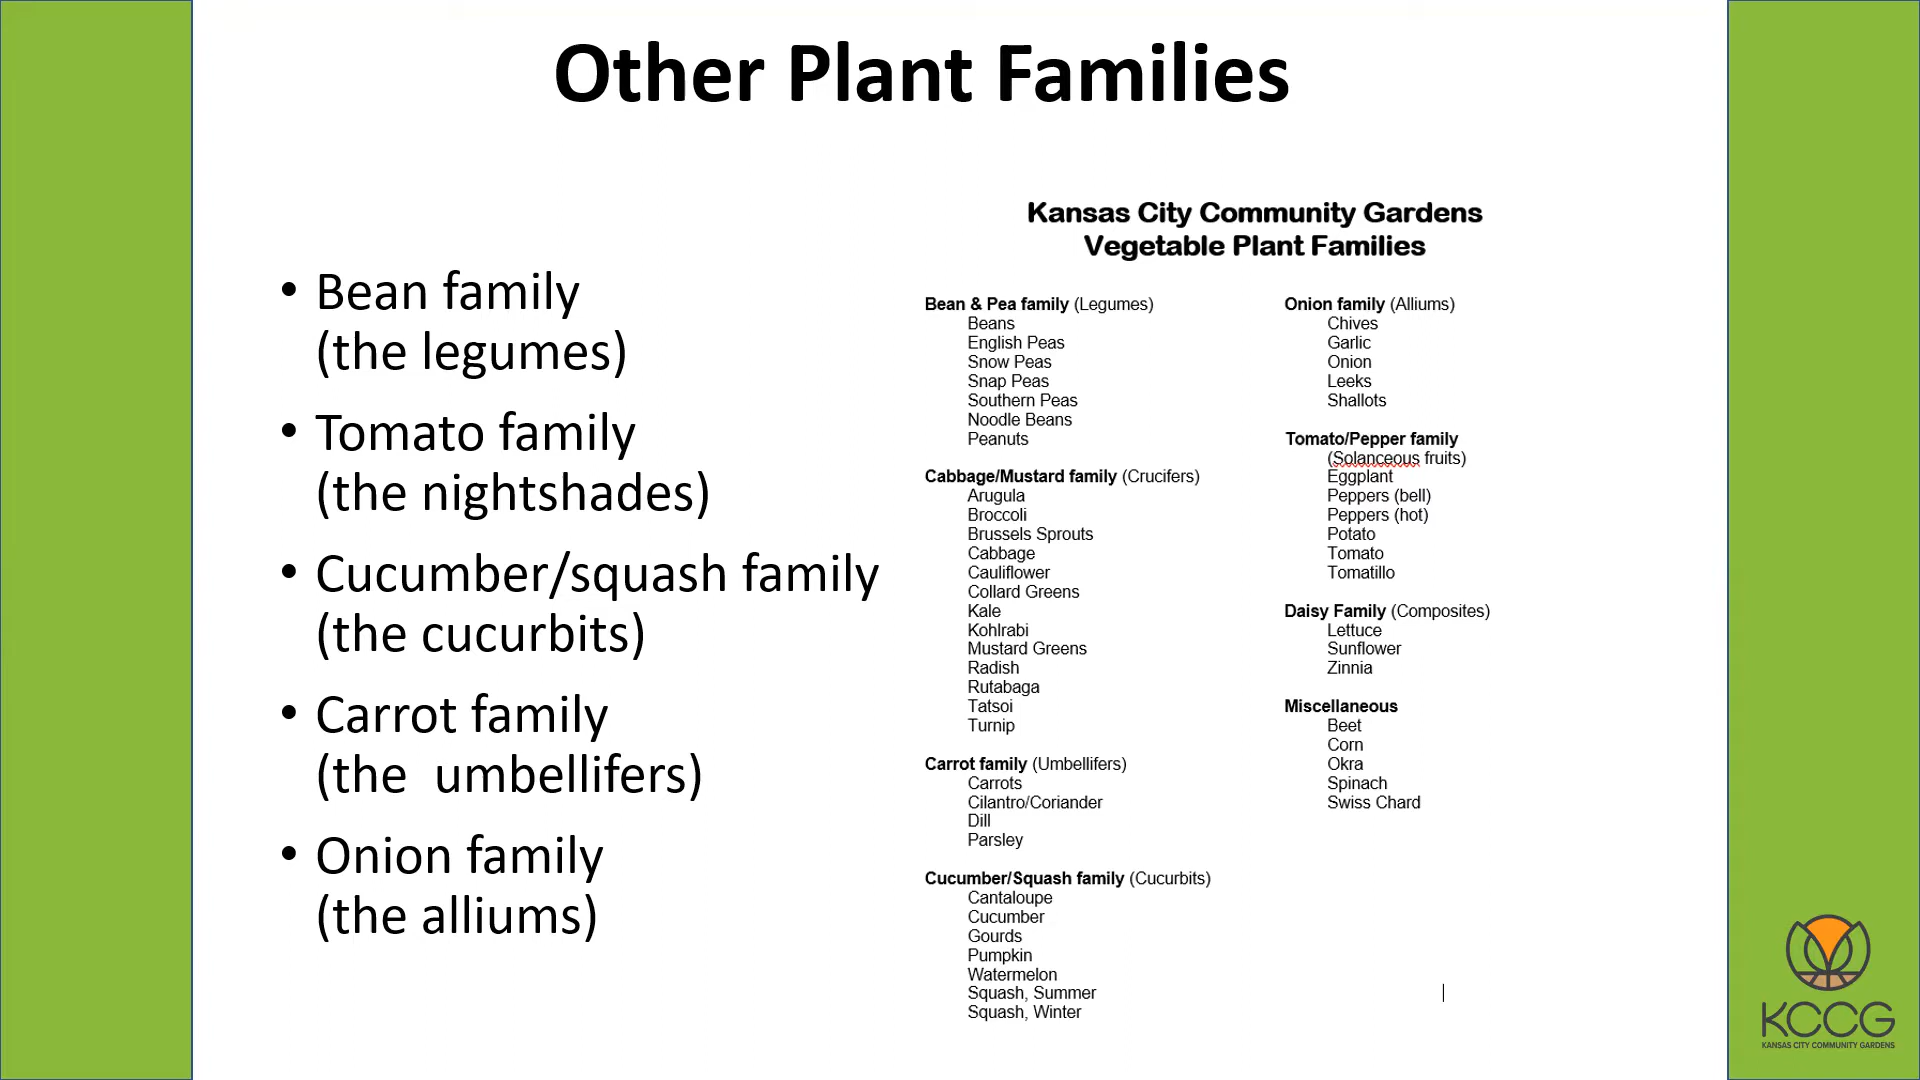 Other Plant Families
• Bean family
(the legumes)
• Tomato family
(the nightshades)
• Cucumber/squash family
(the cucurbits)
• Carrot family
(the  umbellifers)
• Onion family
(the alliums)
Kansas City Community Gardens
Vegetable Plant Families
Bean & Pea family (Legumes)
Beans
English Peas
Snow Peas
Snap Peas
Southern Peas
Noodle Beans
Peanuts
Cabbage/Mustard family (Crucifers)
Arugula
Broccoli
Brussels Sprouts
Cabbage
Cauliflower
Collard Greens
Kale
Kohlrabi
Mustard Greens
Radish
Rutabaga
Tatsoi
Turnip
Carrot family (Umbellifers)
Carrots
Cilantro/Coriander
Dill
Parsley
Cucumber/Squash family (Cucurbits)
Cantaloupe
Cucumber
Gourds
Pumpkin
Watermelon
Squash, Summer
Squash, Winter
Onion family (Alliums)
Chives
Garlic
Onion
Leeks
Shallots
Tomato/Pepper family
(Solanceous fruits)
Eggplant
Peppers (bell)
Peppers (hot)
Potato
Tomato
Tomatillo
Daisy Family (Composites)
Lettuce
Sunflower
Zinnia
Miscellaneous
Beet
Corn
Okra
Spinach
Swiss Chard
KCCG
KANSAS CITY COMMUNITY GARDENS